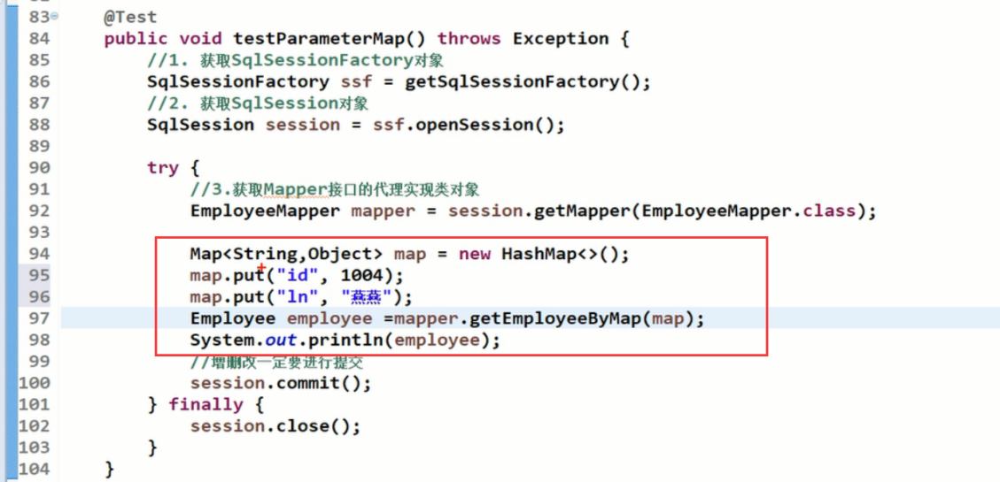 83 @Test
84 public void testParameterMap() throws Exception {
85 //1. 获取SqlSessionFactory对象
86 SqlSessionFactory ssf = getSqlSessionFactory();
87 //2. 获取SqlSession对象
88 SqlSession session = ssf.openSession();
89
90 try {
91 //3.获取Mapper接口的代理实现类对象
92 EmployeeMapper mapper = session.getMapper(EmployeeMapper.class);
93
94 Map<String,Object> map = new HashMap<>();
95 map.put("id", 1004);
96 map.put("ln", "燕燕");
97 Employee employee =mapper.getEmployeeByMap(map);
98 System.out.println(employee);
99 //增删改一定要进行提交
100 session.commit();
101 } finally {
102 session.close();
103 }
104 }